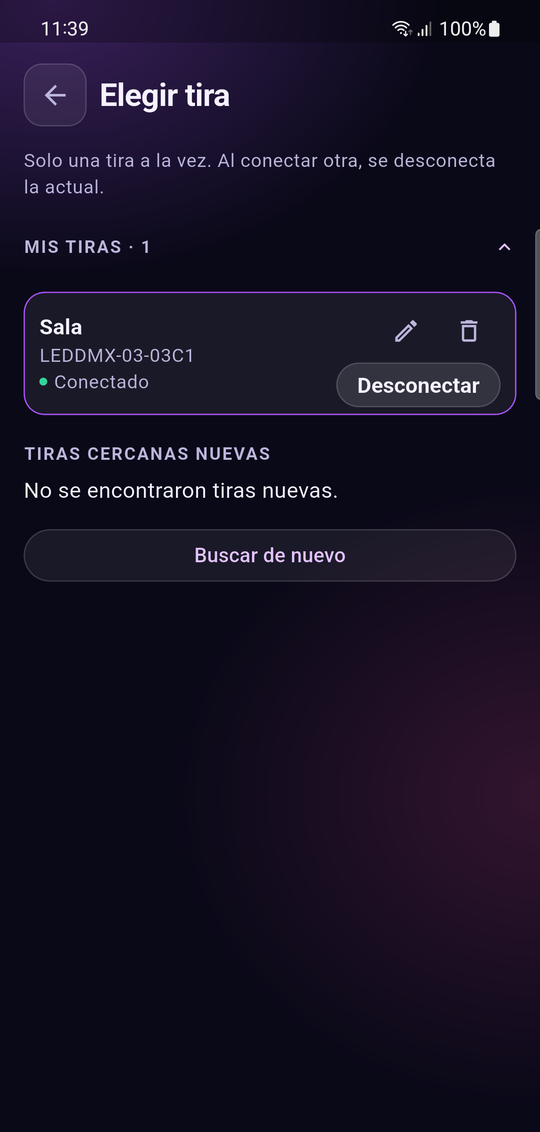 11:39
100%
Elegir tira
Solo una tira a la vez. Al conectar otra, se desconecta
la actual.
MIS TIRAS · 1
Sala
LEDDMX-03-03C1
Conectado
Desconectar
TIRAS CERCANAS NUEVAS
No se encontraron tiras nuevas.
Buscar de nuevo